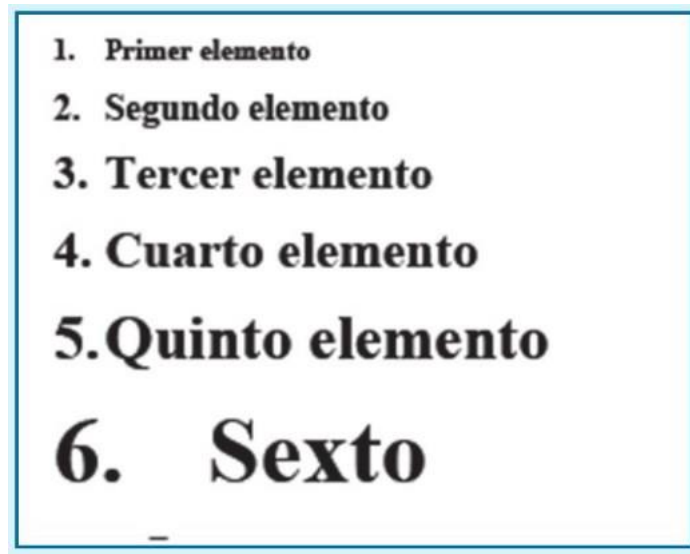 1. Primer elemento
2. Segundo elemento
3. Tercer elemento
4. Cuarto elemento
5. Quinto elemento
6. Sexto